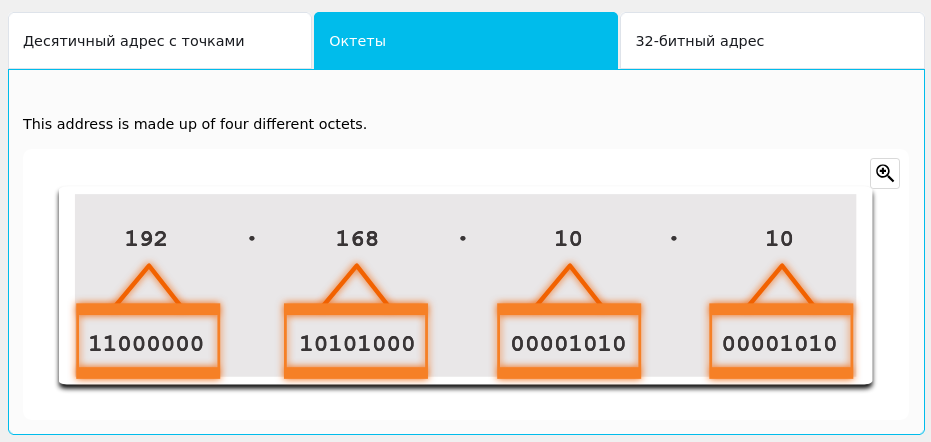 Десятичный адрес с точками
Октеты
32-битный адрес
This address is made up of four different octets.
192 . 168 . 10 . 10
11000000 10101000 00001010 00001010